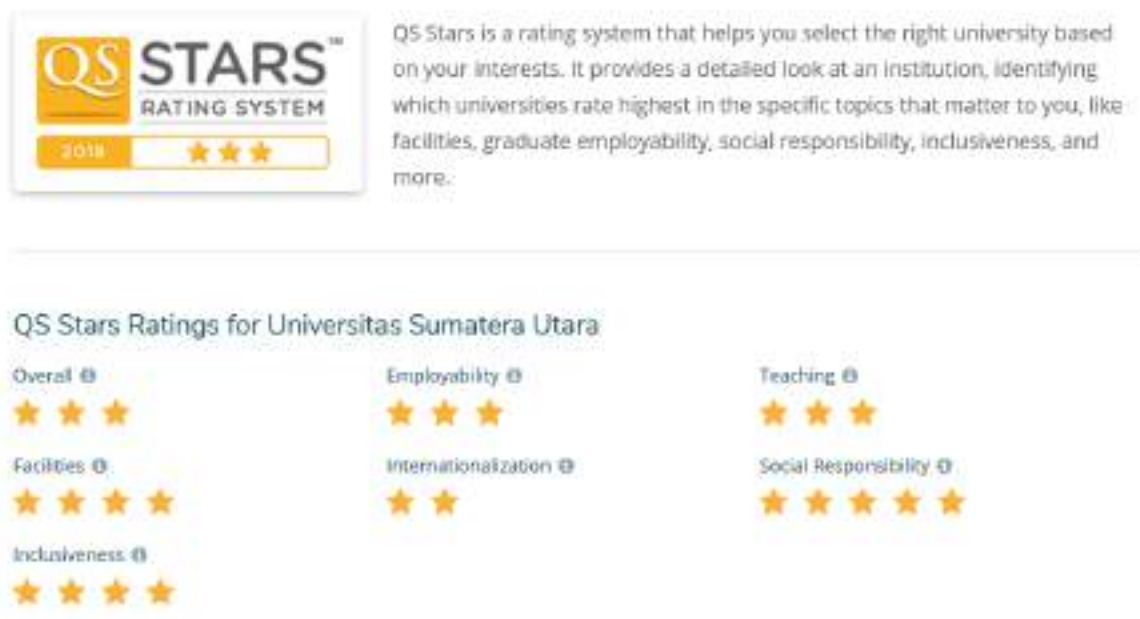 QS STARS™
RATING SYSTEM
2018
QS Stars is a rating system that helps you select the right university based
on your interests. It provides a detailed look at an institution, identifying
which universities rate highest in the specific topics that matter to you, like
facilities, graduate employability, social responsibility, inclusiveness, and
more.
QS Stars Ratings for Universitas Sumatera Utara
Overall
Employability
Teaching
Facilities
Internationalization
Social Responsibility
Inclusiveness